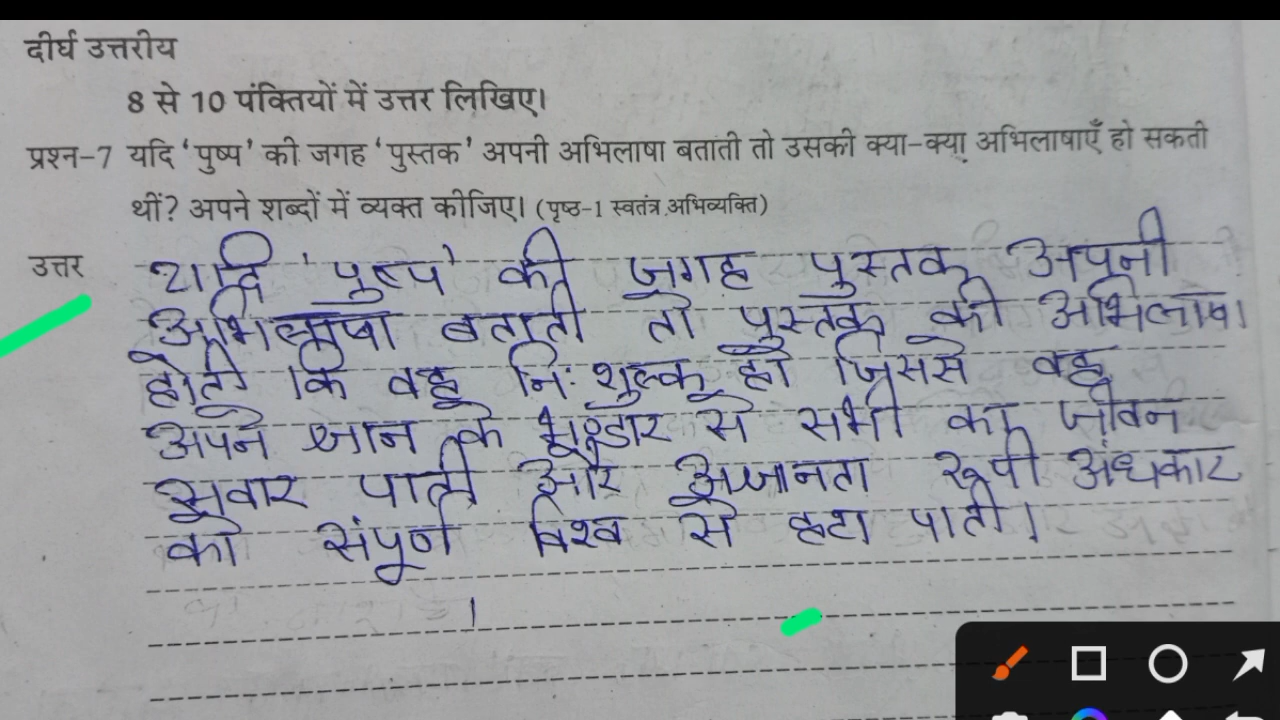 दीर्घ उत्तरीय
8 से 10 पंक्तियों में उत्तर लिखिए।
प्रश्न-7 यदि 'पुष्प' की जगह 'पुस्तक' अपनी अभिलाषा बताती तो उसकी क्या-क्या अभिलाषाएँ हो सकती
थीं? अपने शब्दों में व्यक्त कीजिए। (पृष्ठ-1 स्वतंत्र अभिव्यक्ति)
उत्तर यदि 'पुष्प' की जगह पुस्तक अपनी
अभिलाषा बताती तो पुस्तक की अभिलाषा
होती कि वह निःशुल्क हो जिससे वह
अपने ज्ञान के भण्डार से सभी का जीवन
सवार पाती और अज्ञानता रूपी अंधकार
को संपूर्ण विश्व से हटा पाती।